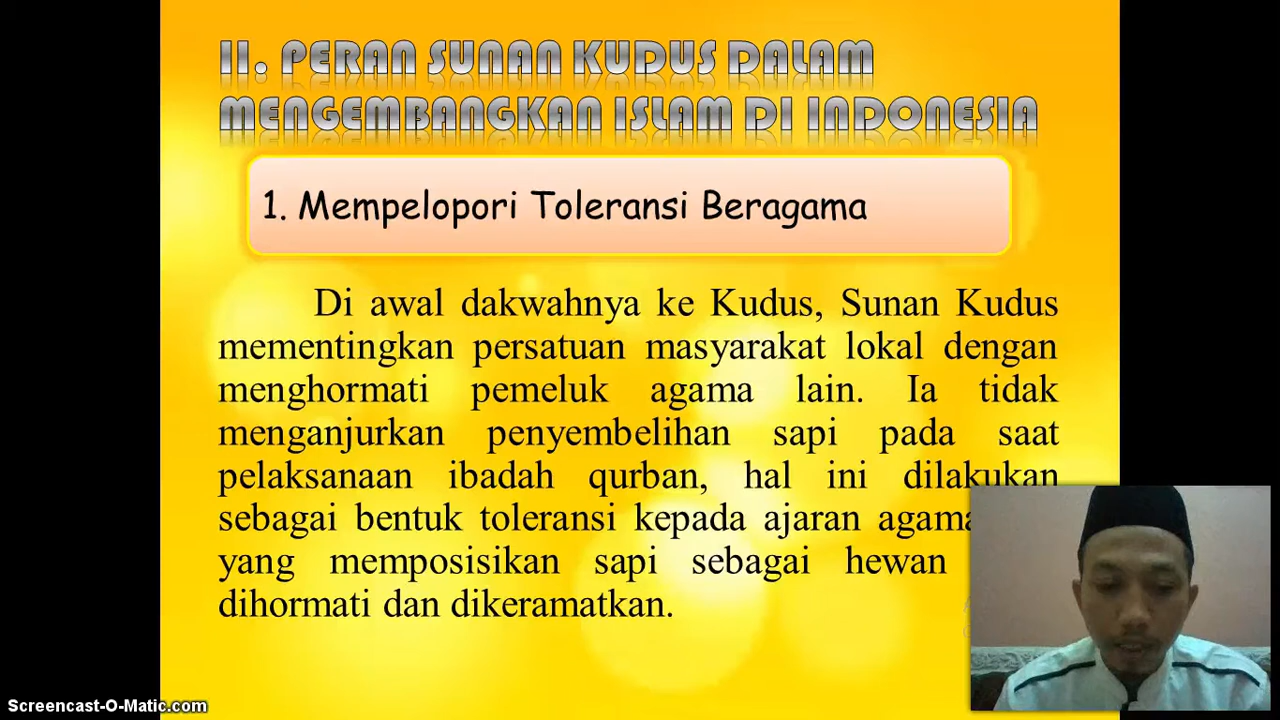 II. PERAN SUNAN KUDUS DALAM
MENGEMBANGKAN ISLAM DI INDONESIA
1. Mempelopori Toleransi Beragama
Di awal dakwahnya ke Kudus, Sunan Kudus
mementingkan persatuan masyarakat lokal dengan
menghormati pemeluk agama lain. Ia tidak
menganjurkan penyembelihan sapi pada saat
pelaksanaan ibadah qurban, hal ini dilakukan
sebagai bentuk toleransi kepada ajaran agama
yang memposisikan sapi sebagai hewan
dihormati dan dikeramatkan.
Screencast-O-Matic.com